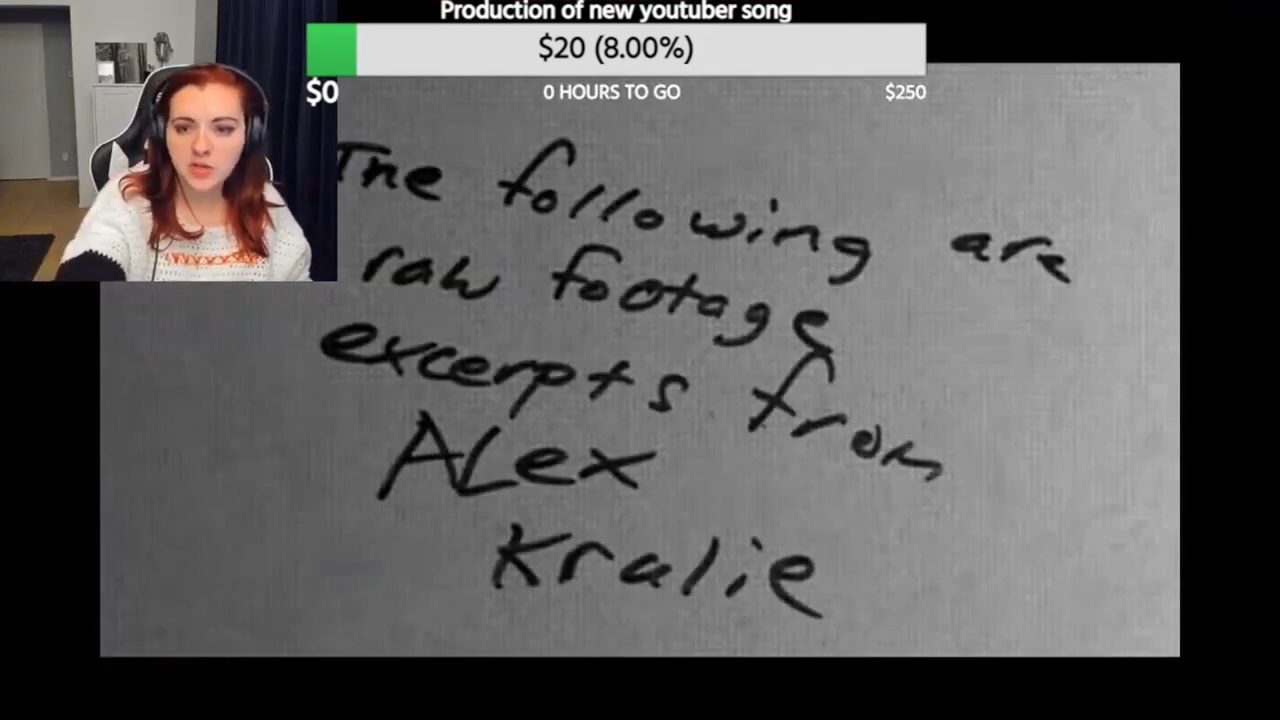 Production of new youtuber song
$20 (8.00%)
$0 0 HOURS TO GO $250
The following are
raw footage
excerpts from
ALex
Kralie